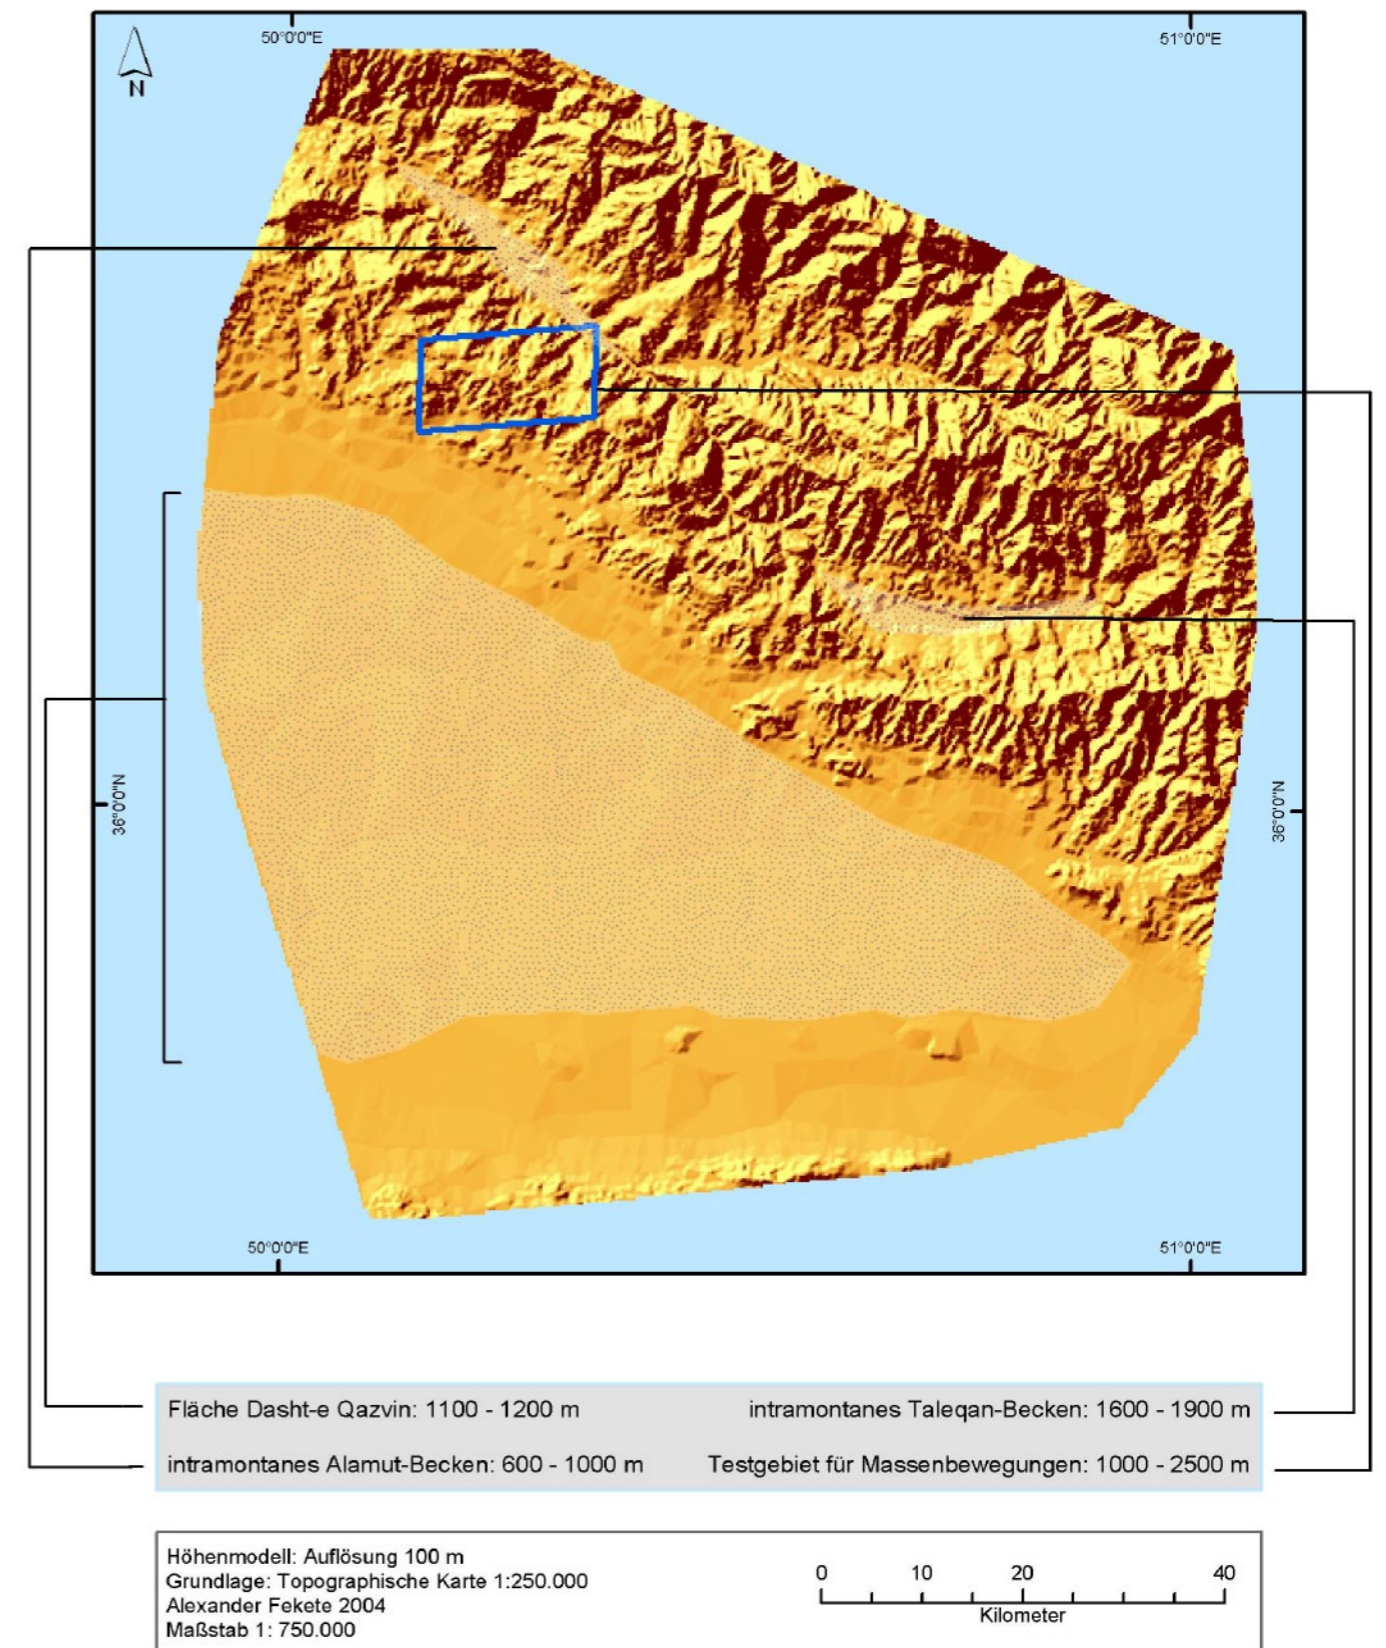 50°0'0"E
51°0'0"E
N
36°0'0"N
36°0'0"N
50°0'0"E
51°0'0"E
Fläche Dasht-e Qazvin: 1100 - 1200 m
intramontanes Taleqan-Becken: 1600 - 1900 m
intramontanes Alamut-Becken: 600 - 1000 m
Testgebiet für Massenbewegungen: 1000 - 2500 m
Höhenmodell: Auflösung 100 m
Grundlage: Topographische Karte 1:250.000
Alexander Fekete 2004
Maßstab 1: 750.000
0 10 20 40
Kilometer